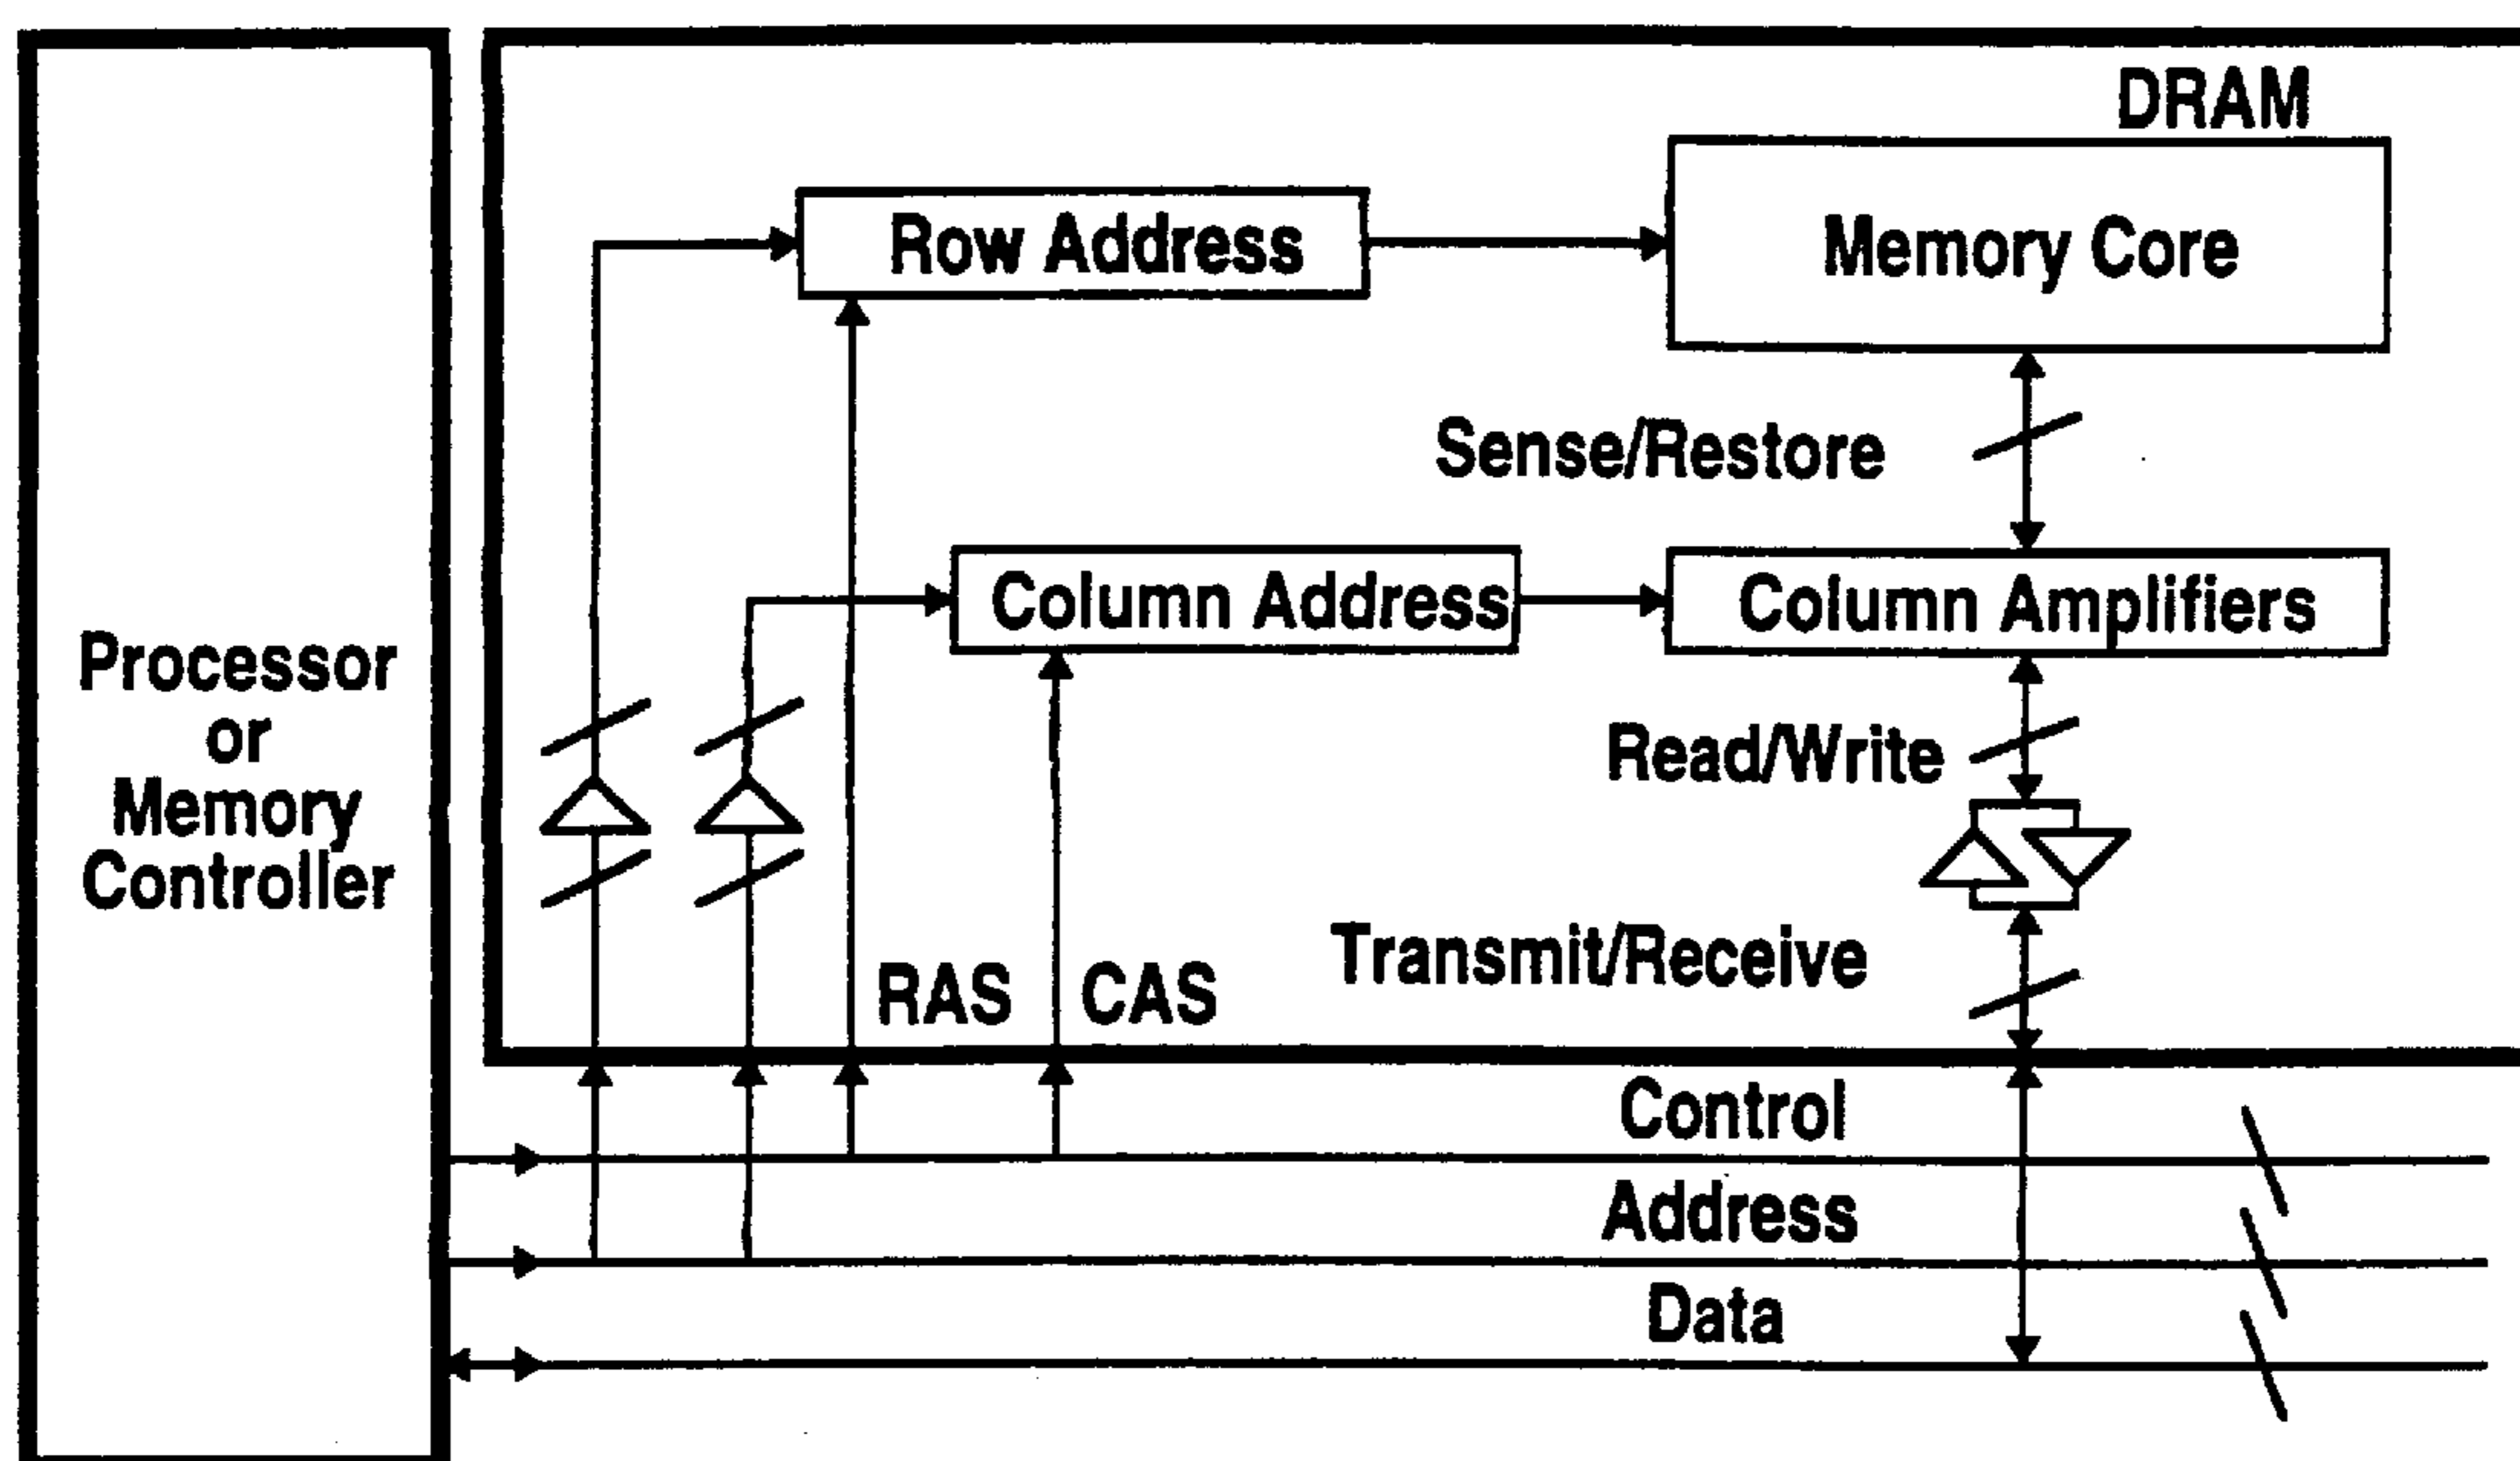 DRAM
Row Address
Memory Core
Sense/Restore
Column Address
Column Amplifiers
Processor
or
Memory
Controller
Read/Write
Transmit/Receive
RAS
CAS
Control
Address
Data